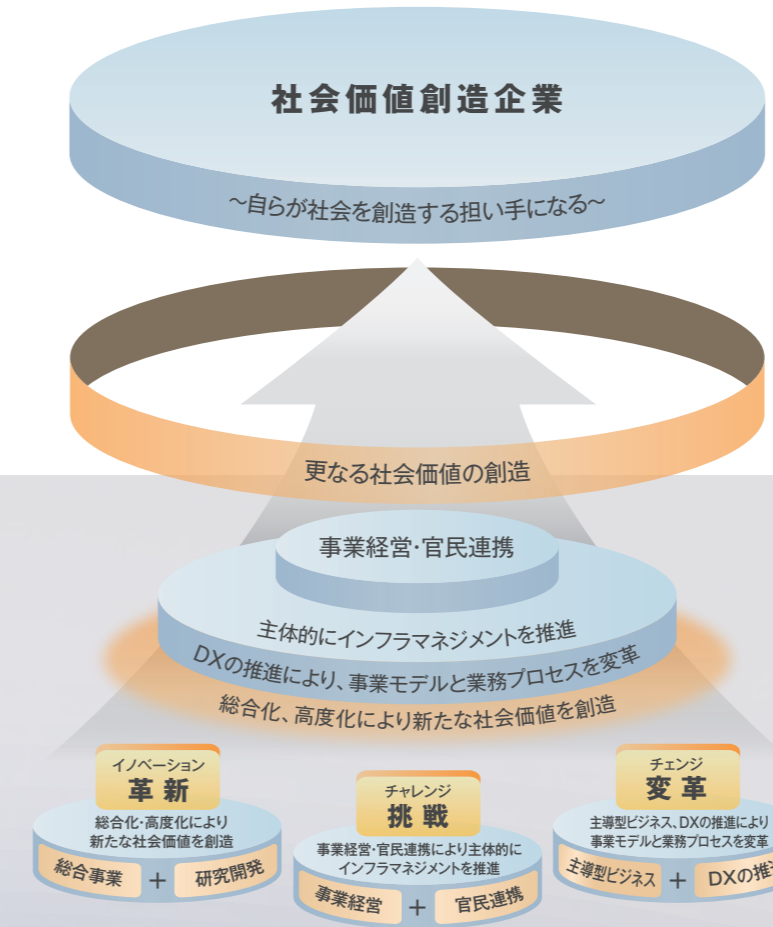 社会価値創造企業
～自らが社会を創造する担い手になる～
更なる社会価値の創造
事業経営・官民連携
主体的にインフラマネジメントを推進
DXの推進により、事業モデルと業務プロセスを変革
総合化、高度化により新たな社会価値を創造
イノベーション
革新
総合化・高度化により
新たな社会価値を創造
総合事業 + 研究開発
チャレンジ
挑戦
事業経営・官民連携により主体的に
インフラマネジメントを推進
事業経営 + 官民連携
チェンジ
変革
主導型ビジネス、DXの推進により
事業モデルと業務プロセスを変革
主導型ビジネス + DXの推